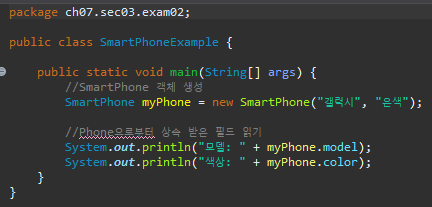 package ch07.sec03.exam02;
public class SmartPhoneExample {
public static void main(String[] args) {
//SmartPhone 객체 생성
SmartPhone myPhone = new SmartPhone("갤럭시", "은색");
//Phone으로부터 상속 받은 필드 읽기
System.out.println("모델: " + myPhone.model);
System.out.println("색상: " + myPhone.color);
}
}